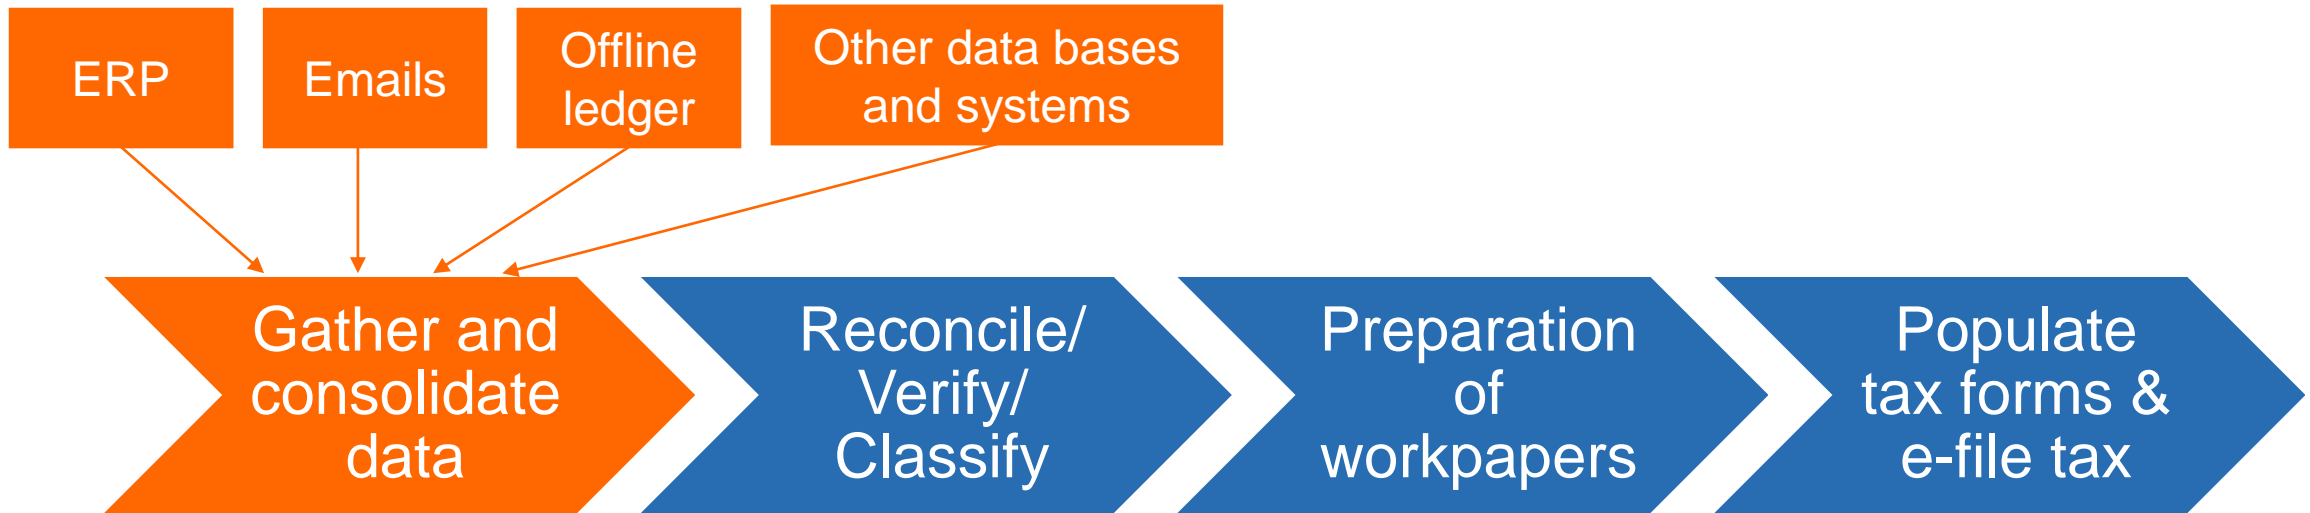 ERP
Emails
Offline
ledger
Other data bases
and systems
Gather and
consolidate
data
Reconcile/
Verify/
Classify
Preparation
of
workpapers
Populate
tax forms &
e-file tax